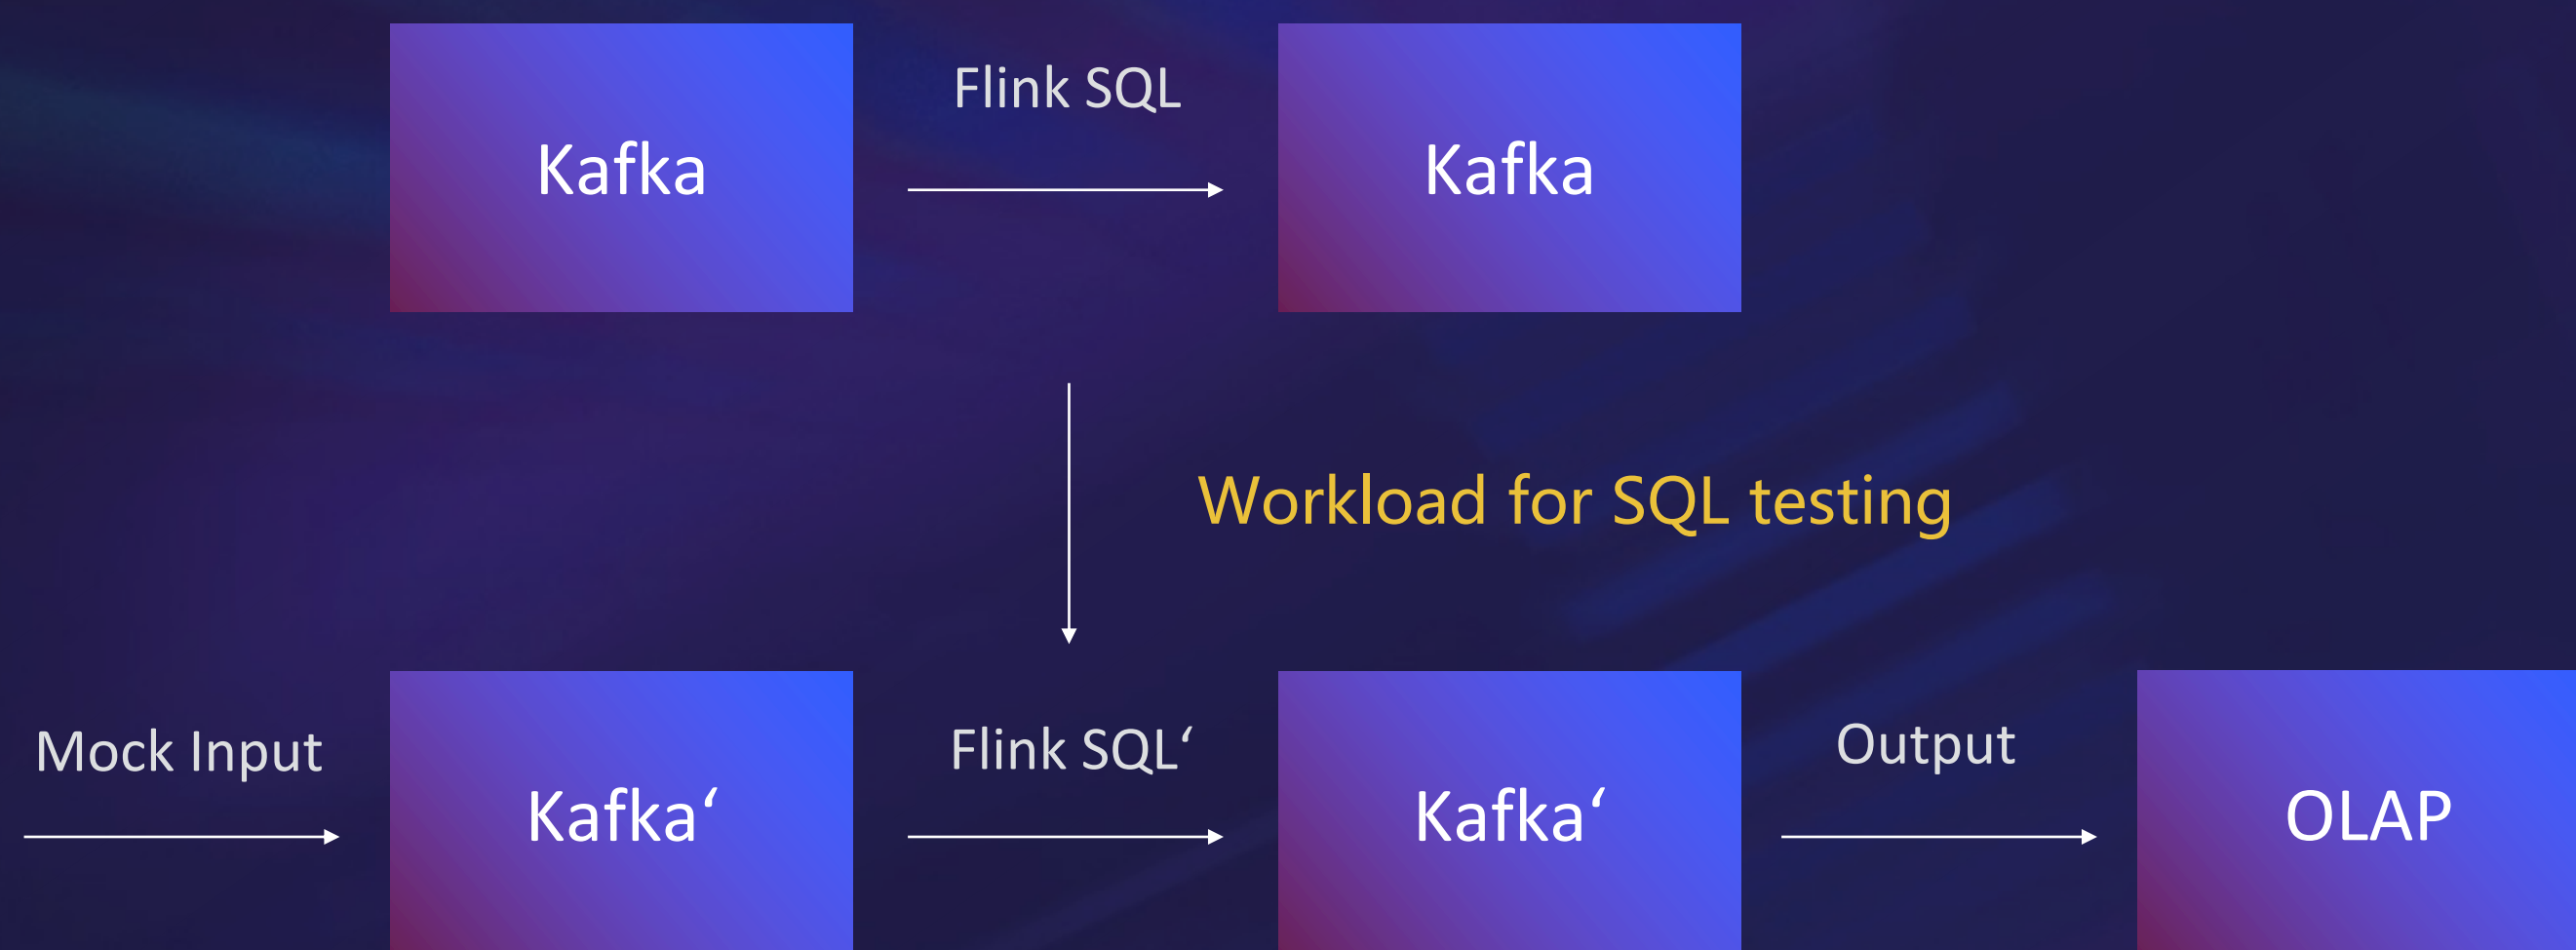 Flink SQL
Kafka
Kafka
Workload for SQL testing
Mock Input
Kafka‘
Flink SQL‘
Kafka‘
Output
OLAP